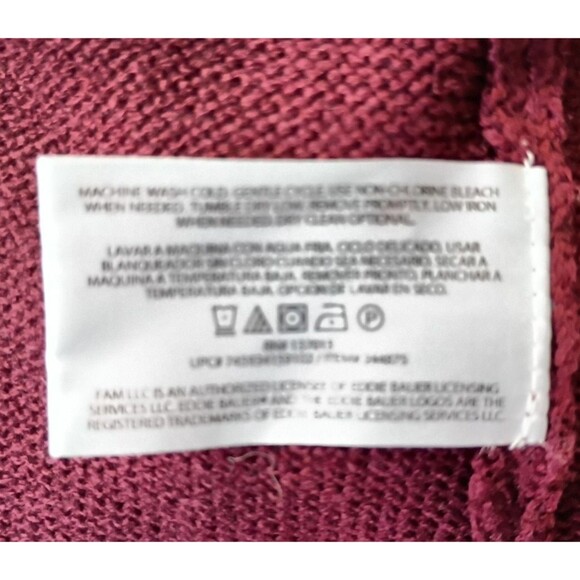 MACHINE WASH COLD, GENTLE CYCLE USE NON-CHLORINE BLEACH
WHEN NEEDED. TUMBLE DRY LOW. REMOVE PROMPTLY. LOW IRON
WHEN NEEDED. DRY CLEAN OPTIONAL.
LAVAR A MAQUINA CON AGUA FRIA. CICLO DELICADO. USAR
BLANQUEADOR SIN CLORO CUANDO SEA NECESARIO. SECAR A
MAQUINA A TEMPERATURA BAJA. REMOVER PRONTO. PLANCHAR A
TEMPERATURA BAJA. OPCION DE LAVAR EN SECO.
P
RN#
UPC# / 
FAM LLC IS AN AUTHORIZED LICENSEE OF EDDIE BAUER LICENSING
SERVICES LLC. EDDIE BAUER AND THE EDDIE BAUER LOGOS ARE THE
REGISTERED TRADEMARKS OF EDDIE BAUER LICENSING SERVICES LLC